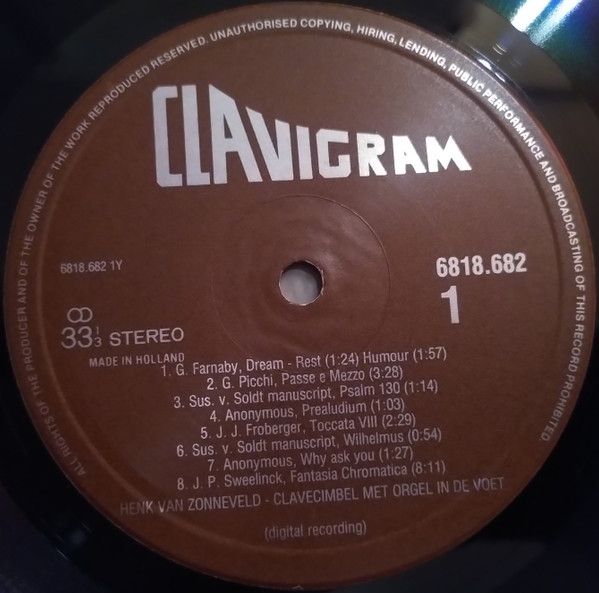 ALL RIGHTS OF THE PRODUCER AND OF THE OWNER OF THE WORK REPRODUCED RESERVED. UNAUTHORISED COPYING, HIRING, LENDING, PUBLIC PERFORMANCE AND BROADCASTING OF THIS RECORD PROHIBITED
CLAVIGRAM
6818.682 1Y
6818.682
1
33 1/3 STEREO
MADE IN HOLLAND
1. G. Farnaby, Dream - Rest (1:24) Humour (1:57)
2. G. Picchi, Passe e Mezzo (3:28)
3. Sus. v. Soldt manuscript, Psalm 130 (1:14)
4. Anonymous, Prealudium (1:03)
5. J. J. Froberger, Toccata VIII (2:29)
6. Sus. v. Soldt manuscript, Wilhelmus (0:54)
7. Anonymous, Why ask you (1:27)
8. J. P. Sweelinck, Fantasia Chromatica (8:11)
HENK VAN ZONNEVELD - CLAVECIMBEL MET ORGEL IN DE VOET
(digital recording)